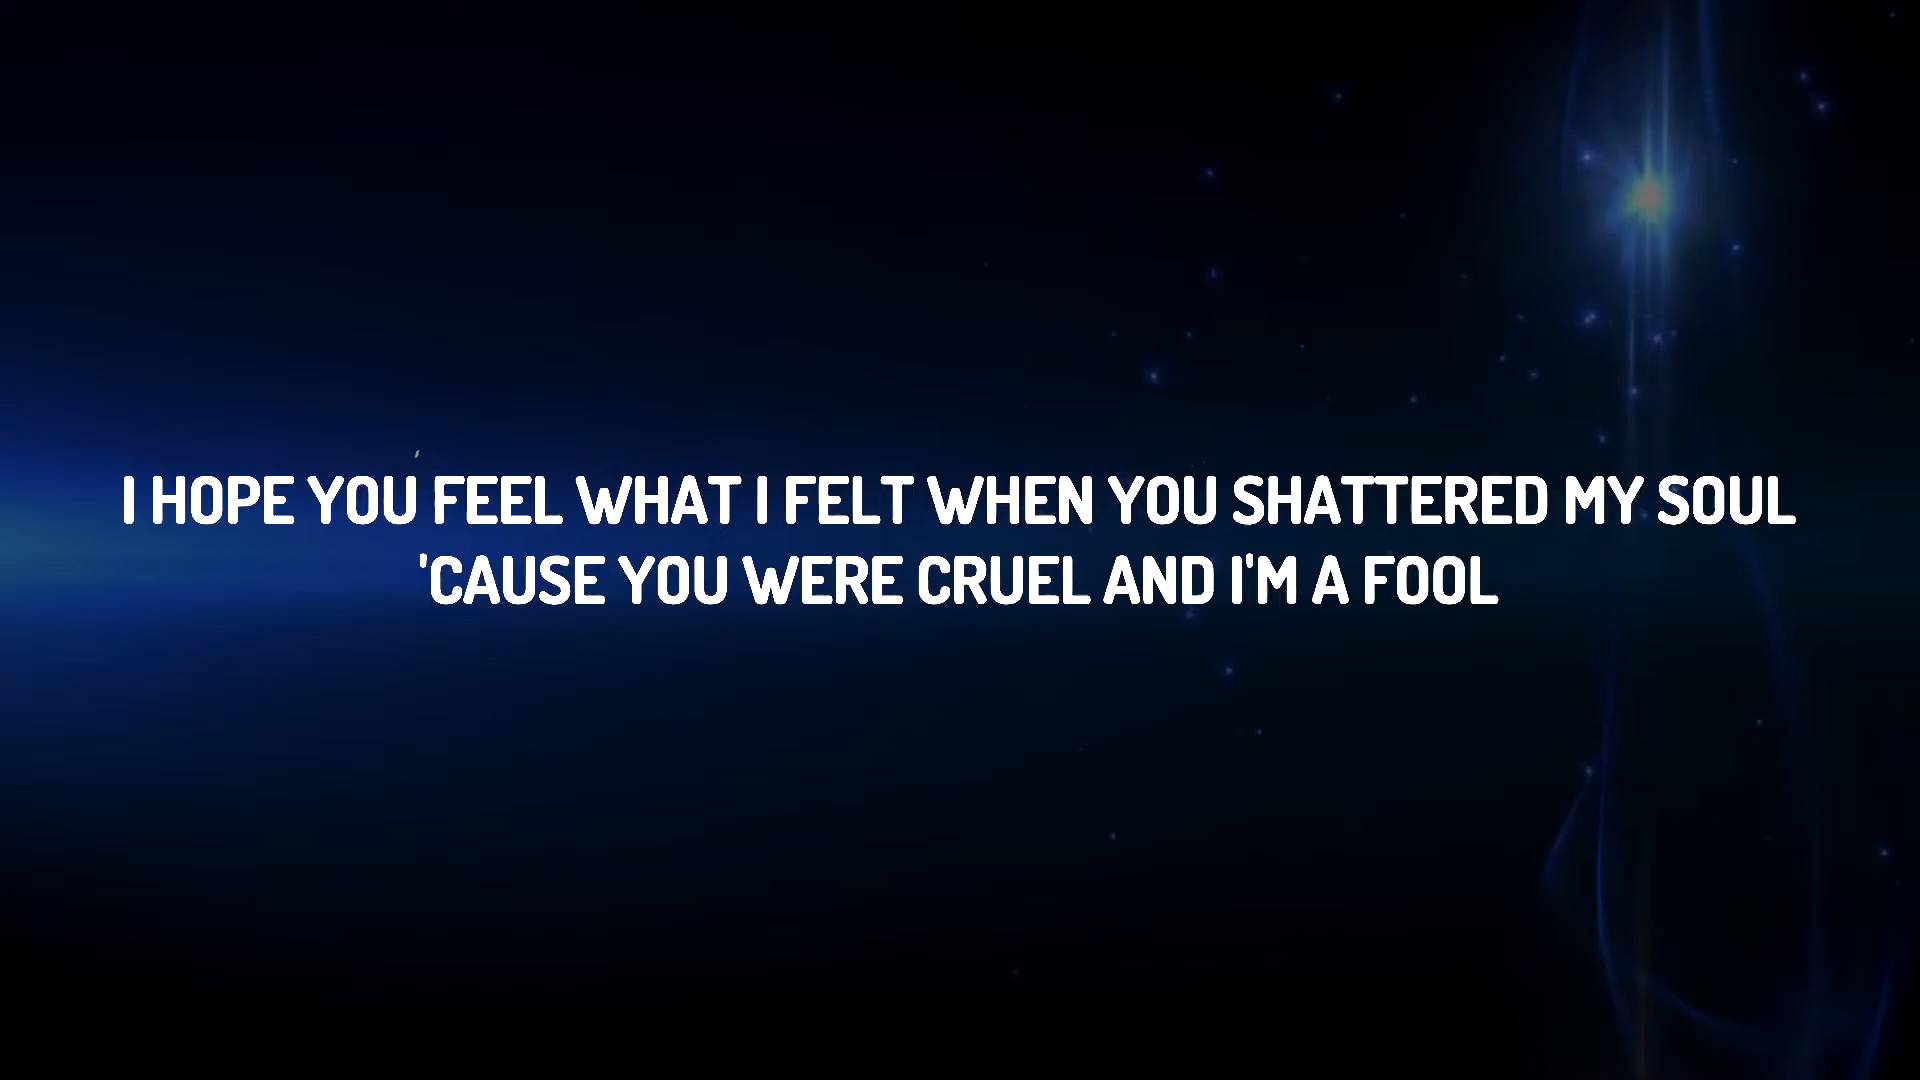 I HOPE YOU FEEL WHAT I FELT WHEN YOU SHATTERED MY SOUL
'CAUSE YOU WERE CRUEL AND I'M A FOOL